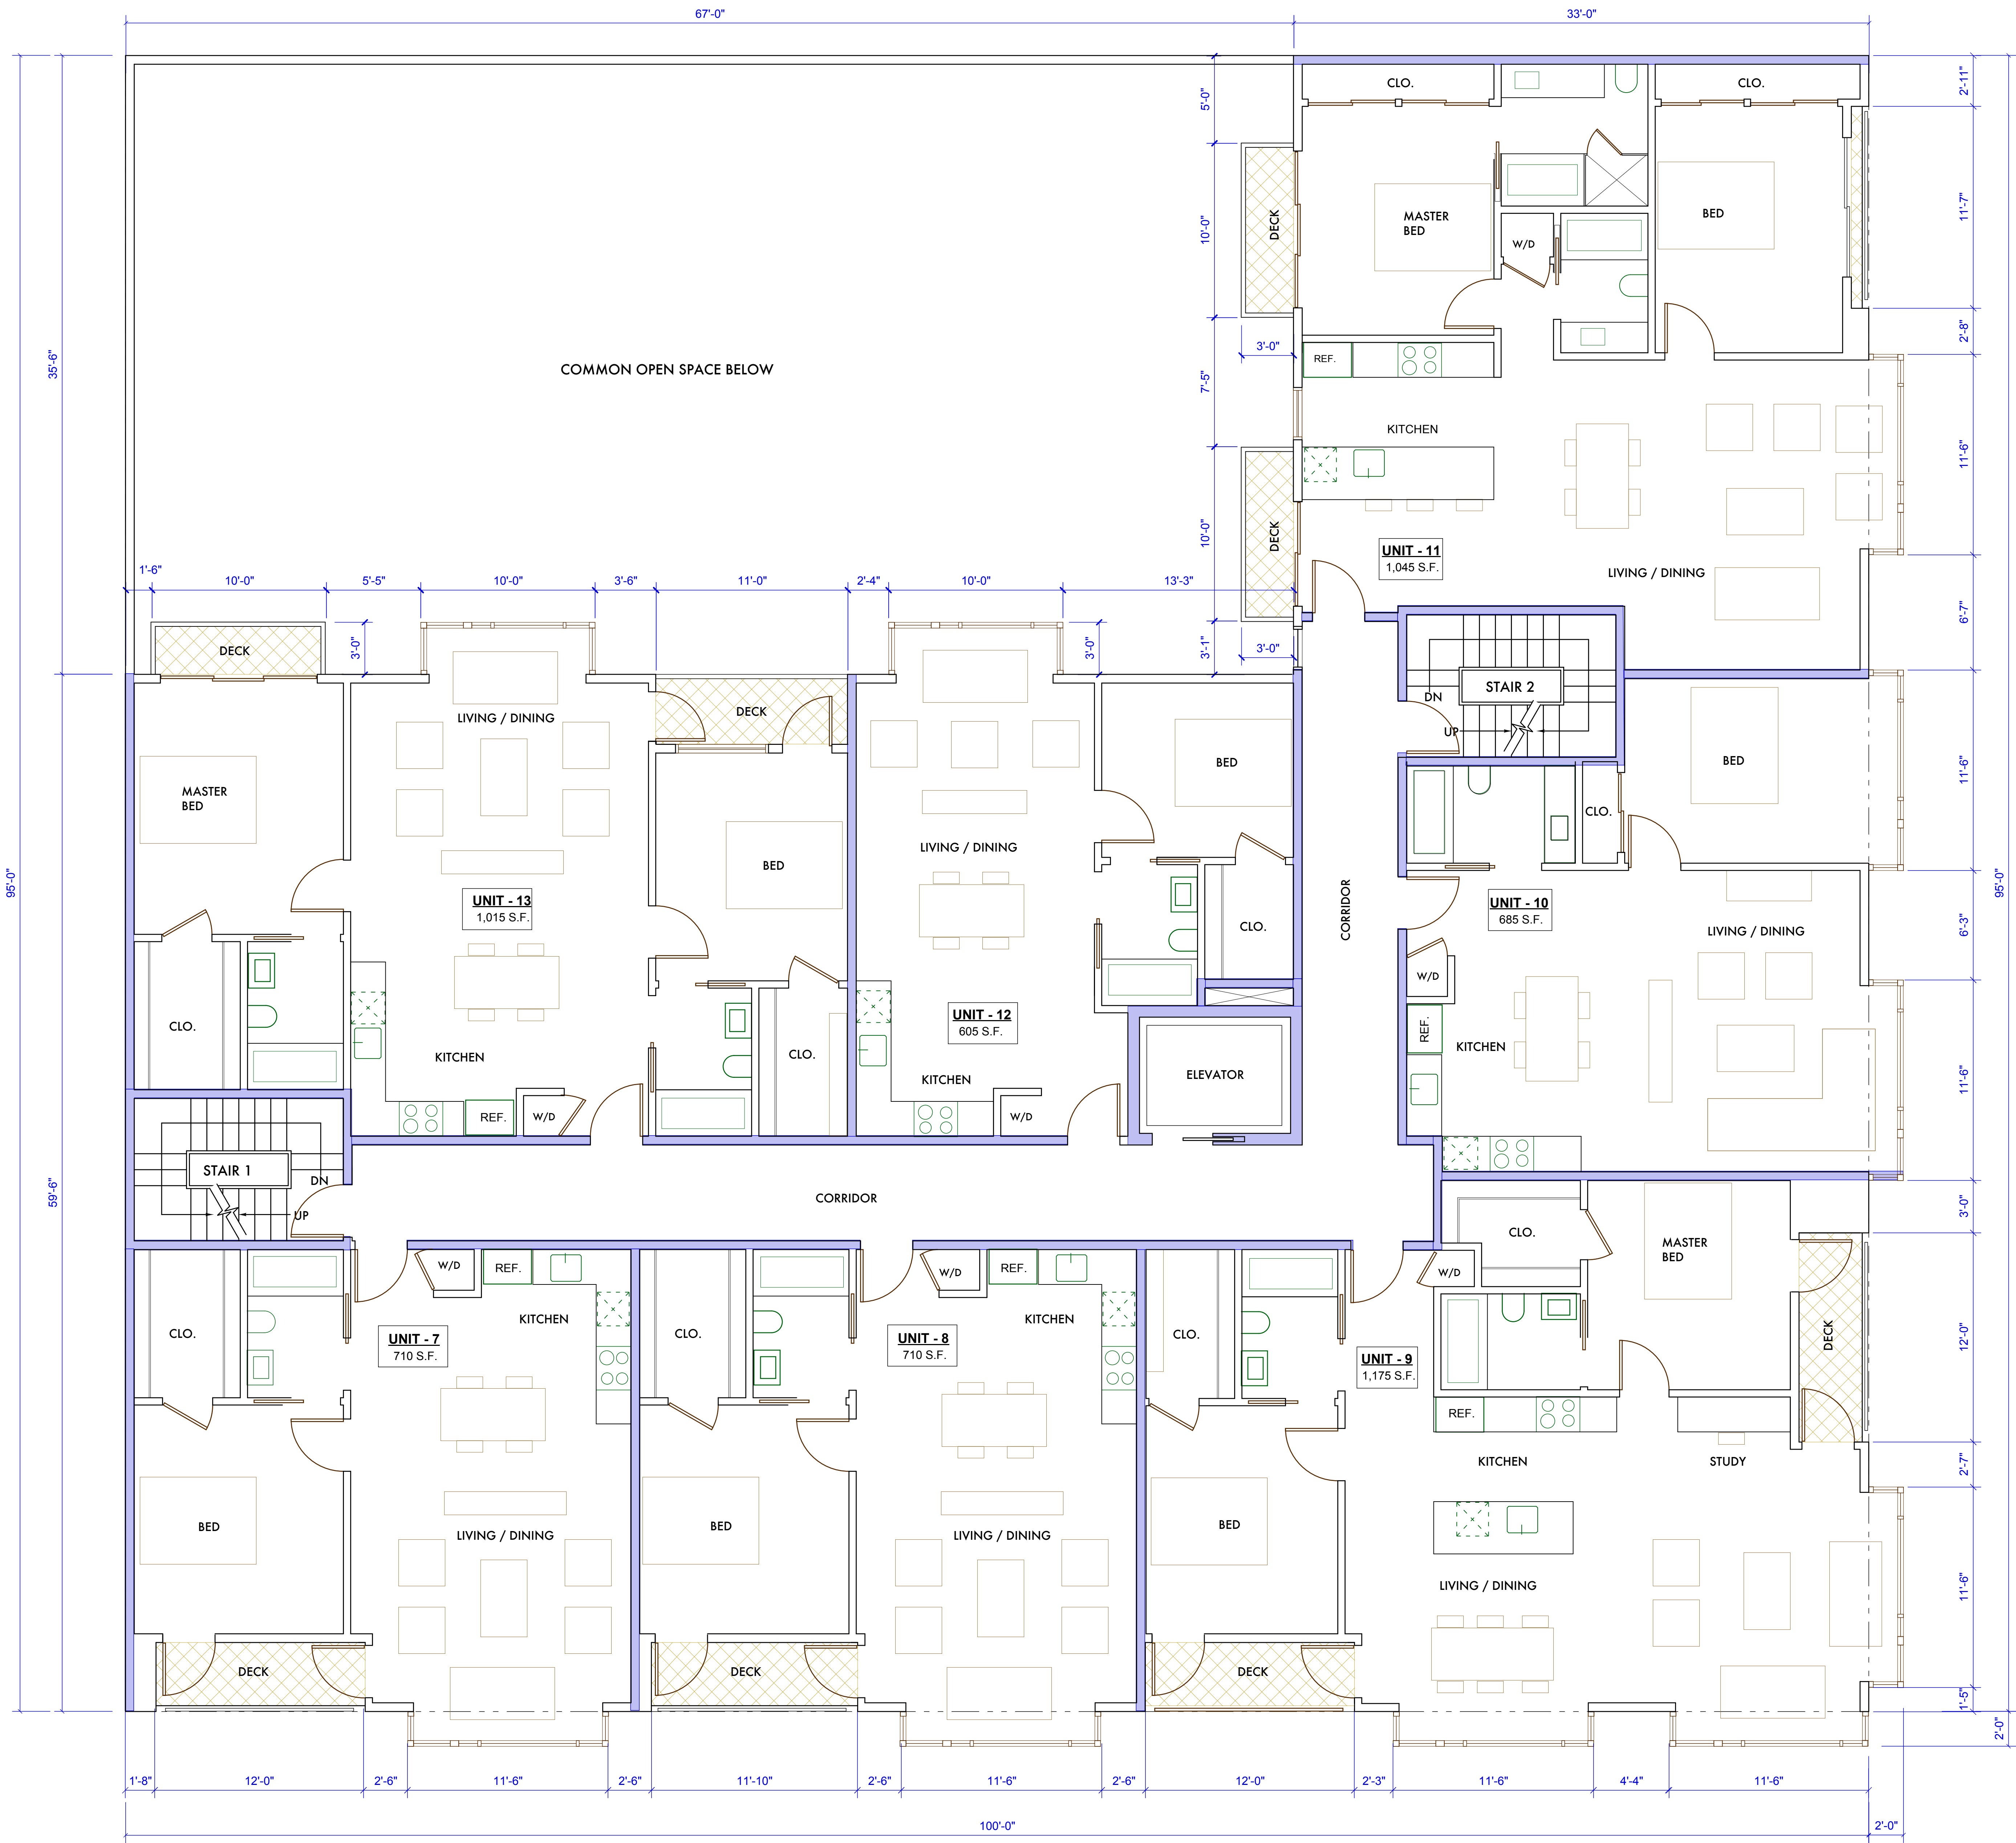 67'-0"
33'-0"
2'-11"
CLO.
CLO.
5'-0"
11'-7"
10'-0"
DECK
MASTER
BED
BED
W/D
2'-8"
35'-6"
3'-0"
REF.
COMMON OPEN SPACE BELOW
7'-5"
KITCHEN
11'-6"
10'-0"
DECK
UNIT - 11
1,045 S.F.
LIVING / DINING
1'-6"
10'-0"
5'-5"
10'-0"
3'-6"
11'-0"
2'-4"
10'-0"
13'-3"
6'-7"
3'-0"
3'-0"
3'-1"
3'-0"
DECK
STAIR 2
DN
UP
LIVING / DINING
DECK
MASTER
BED
BED
BED
11'-6"
CLO.
LIVING / DINING
BED
95'-0"
95'-0"
UNIT - 13
1,015 S.F.
CORRIDOR
UNIT - 10
685 S.F.
6'-3"
CLO.
LIVING / DINING
W/D
UNIT - 12
605 S.F.
CLO.
REF.
KITCHEN
CLO.
KITCHEN
ELEVATOR
KITCHEN
11'-6"
REF.
W/D
W/D
STAIR 1
DN
UP
59'-6"
CORRIDOR
3'-0"
CLO.
MASTER
BED
W/D
REF.
W/D
REF.
W/D
KITCHEN
KITCHEN
CLO.
UNIT - 7
710 S.F.
CLO.
UNIT - 8
710 S.F.
CLO.
UNIT - 9
1,175 S.F.
DECK
12'-0"
REF.
KITCHEN
STUDY
2'-7"
BED
LIVING / DINING
BED
LIVING / DINING
BED
LIVING / DINING
11'-6"
DECK
DECK
DECK
1'-5"
2'-0"
1'-8"
12'-0"
2'-6"
11'-6"
2'-6"
11'-10"
2'-6"
11'-6"
2'-6"
12'-0"
2'-3"
11'-6"
4'-4"
11'-6"
100'-0"
2'-0"